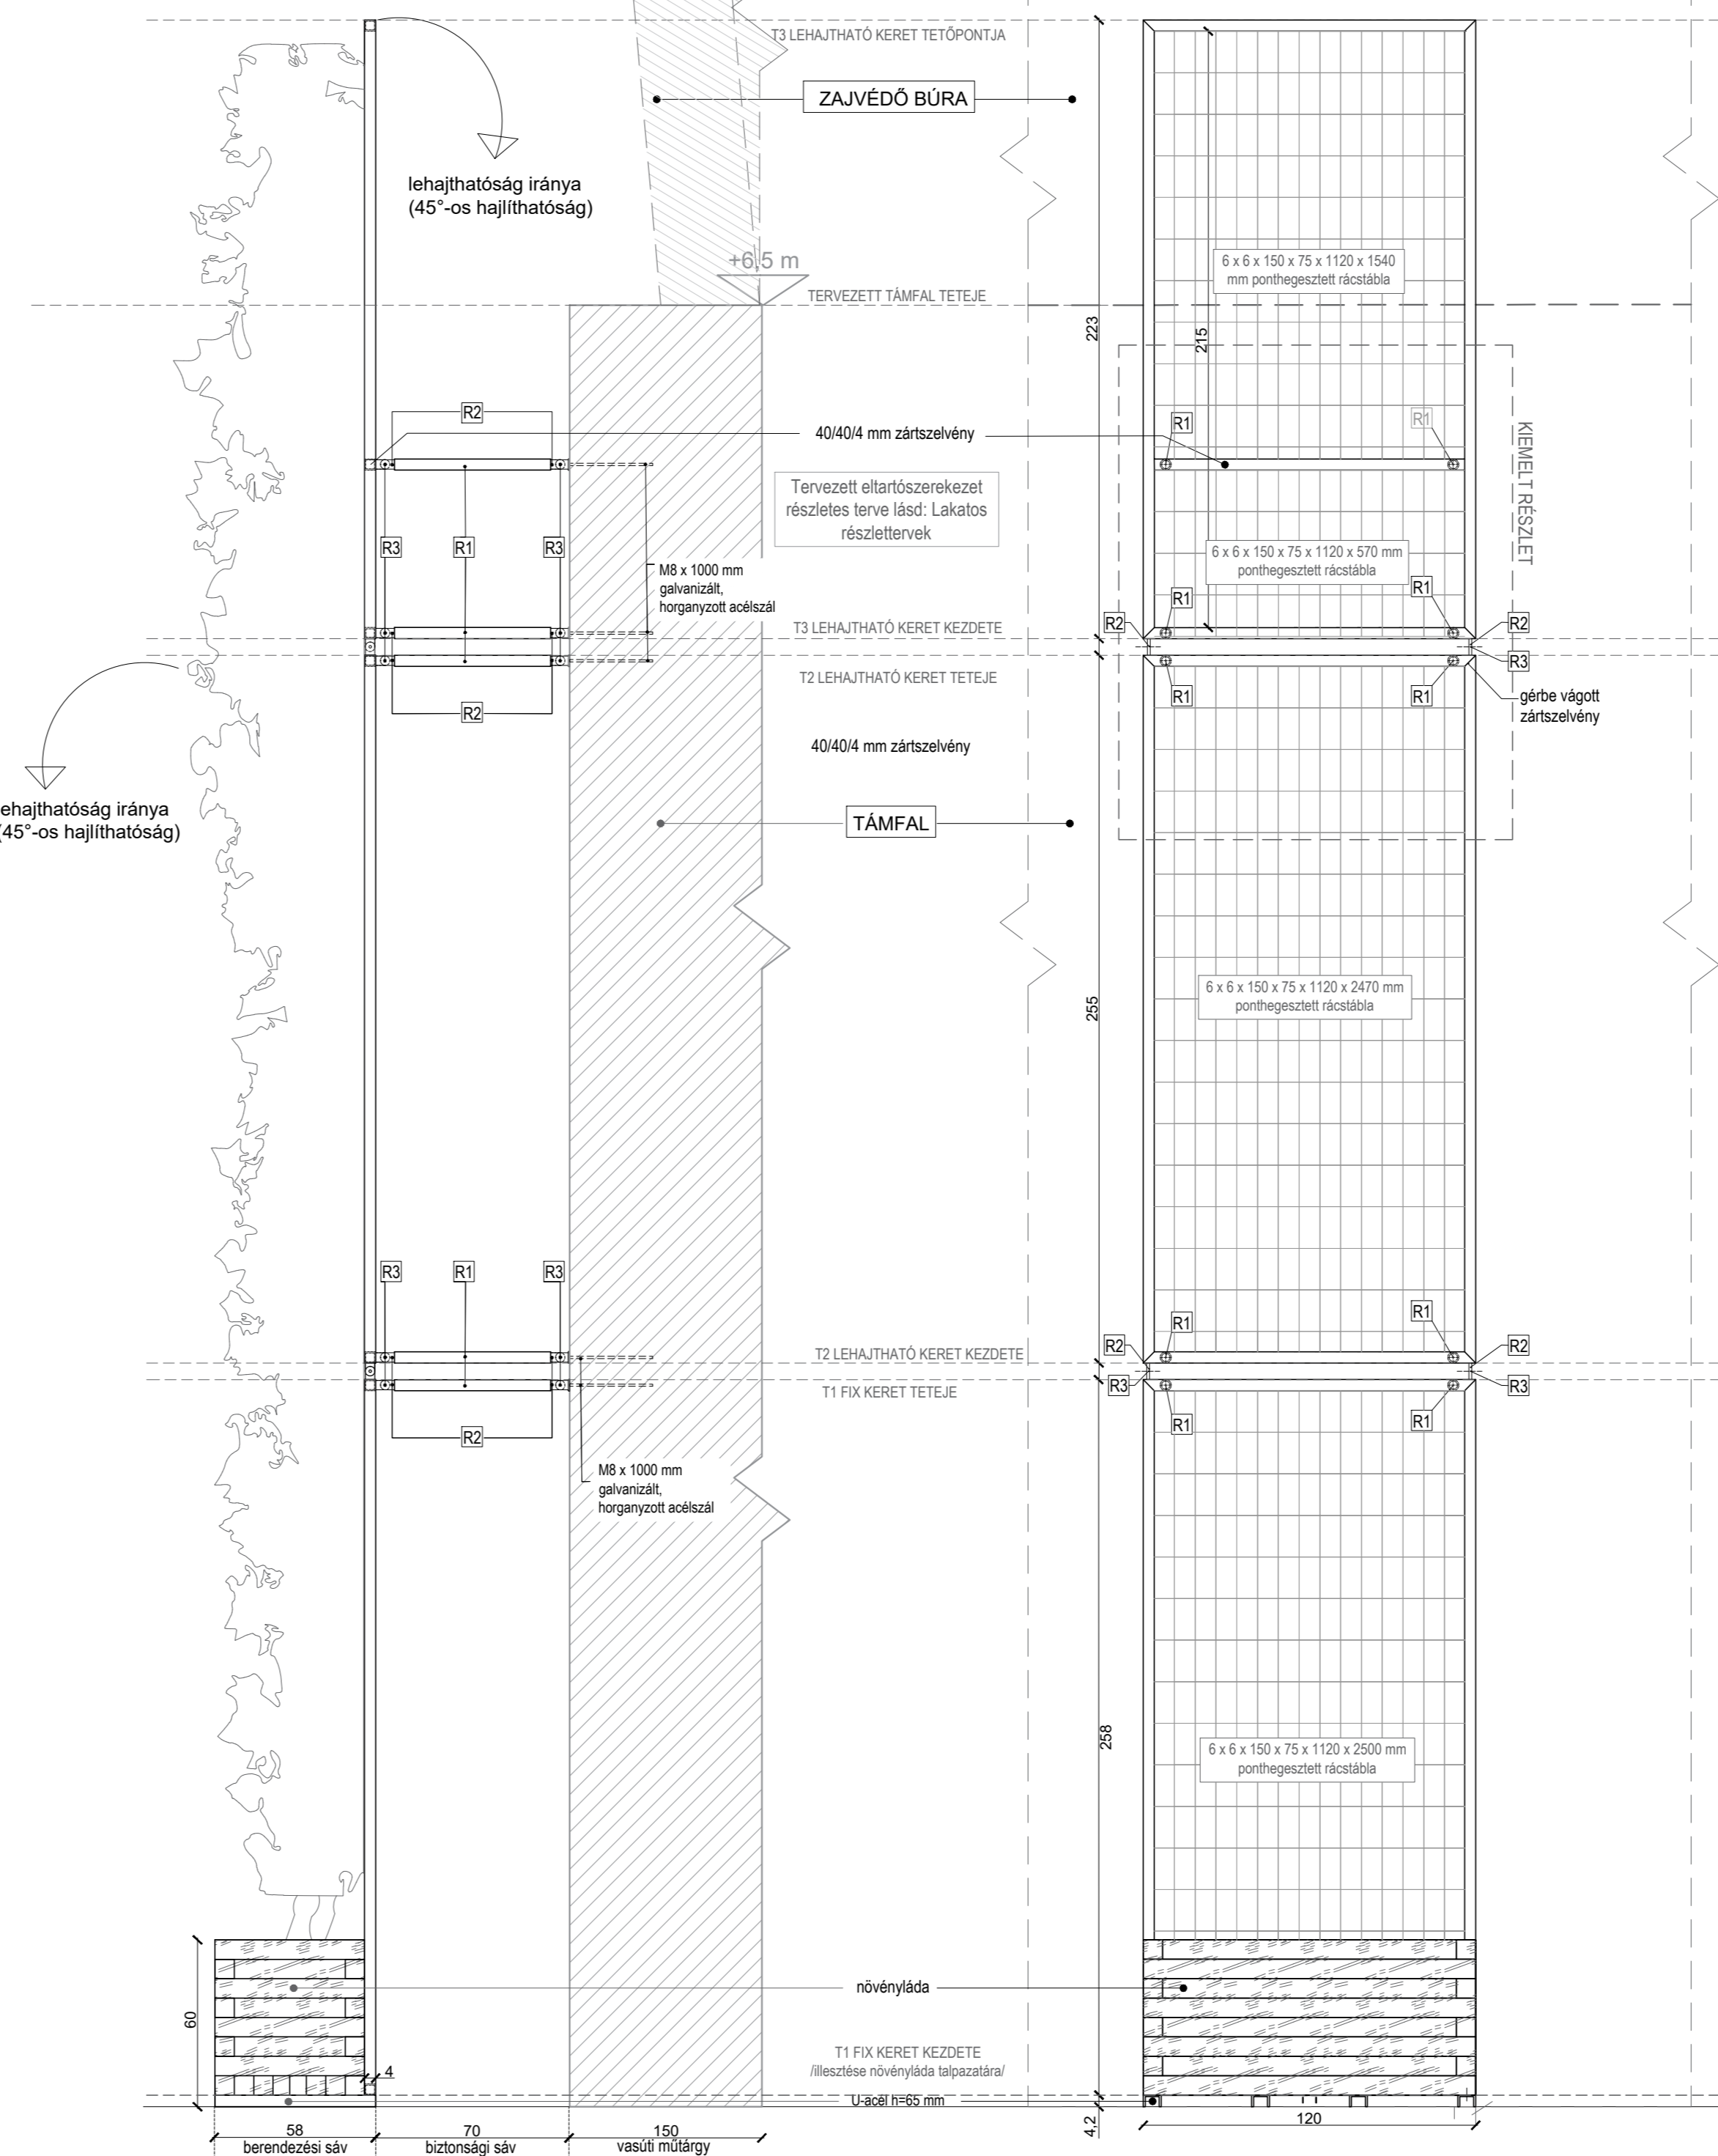 T3 LEHAJTHATÓ KERET TETŐPONTJA
ZAJVÉDŐ BÚRA
lehajthatóság iránya
(45°-os hajlíthatóság)
+6,5 m
TERVEZETT TÁMFAL TETEJE
6 x 6 x 150 x 75 x 1120 x 1540
mm ponthegesztett rácstábla
223
215
R2
40/40/4 mm zártszelvény
R1
R1
KIEMELT RÉSZLET
Tervezett eltartószerekezet
részletes terve lásd: Lakatos
részlettervek
R3
R1
R3
6 x 6 x 150 x 75 x 1120 x 570 mm
ponthegesztett rácstábla
M8 x 1000 mm
galvanizált,
horganyzott acélszál
R1
R1
T3 LEHAJTHATÓ KERET KEZDETE
R2
R2
R3
T2 LEHAJTHATÓ KERET TETEJE
R1
R1
gérbe vágott
zártszelvény
R2
40/40/4 mm zártszelvény
ehajthatóság iránya
(45°-os hajlíthatóság)
TÁMFAL
255
6 x 6 x 150 x 75 x 1120 x 2470 mm
ponthegesztett rácstábla
R3
R1
R3
R1
R1
T2 LEHAJTHATÓ KERET KEZDETE
R2
R2
T1 FIX KERET TETEJE
R3
R3
R1
R1
R2
M8 x 1000 mm
galvanizált,
horganyzott acélszál
258
6 x 6 x 150 x 75 x 1120 x 2500 mm
ponthegesztett rácstábla
60
növényláda
T1 FIX KERET KEZDETE
/illesztése növényláda talpazatára/
4
U-acél h=65 mm
4,2
120
58
70
150
berendezési sáv
biztonsági sáv
vasúti műtárgy